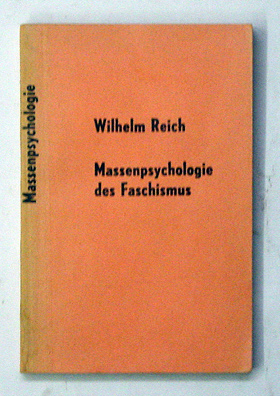 Massenpsychologie
Wilhelm Reich
Massenpsychologie
des Faschismus